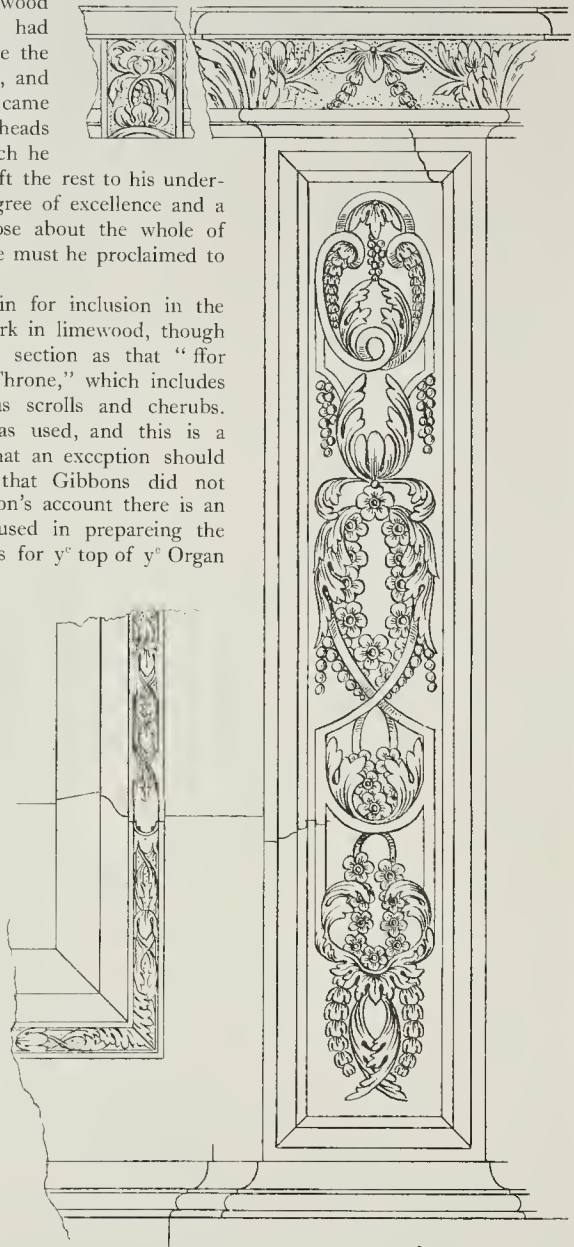 wood
had
e the
, and
came
heads
ch he
ft the rest to his under-
gree of excellence and a
ose about the whole of
e must he proclaimed to
in for inclusion in the
rk in limewood, though
section as that “ ffor
Throne,” which includes
as scrolls and cherubs.
as used, and this is a
hat an exception should
that Gibbons did not
on's account there is an
used in prepareing the
s for yᵉ top of yᵉ Organ